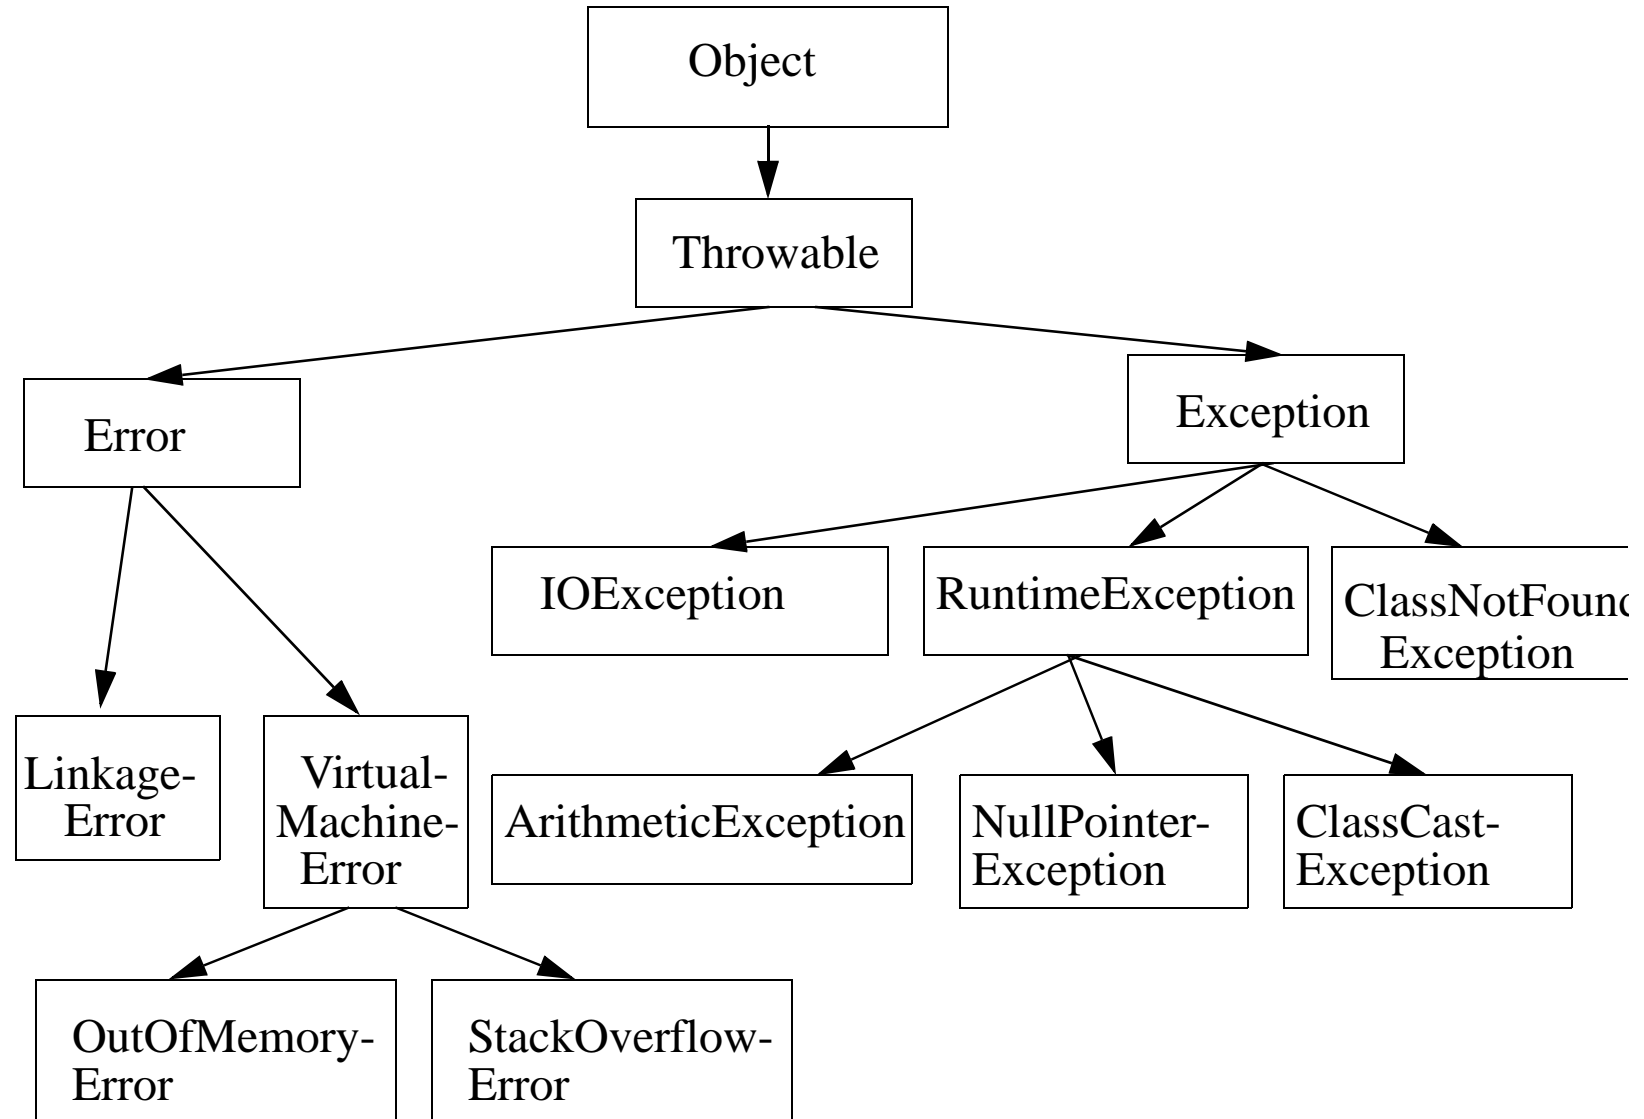 Object
Throwable
Error
Exception
IOException
RuntimeException
ClassNotFound
Exception
Linkage-
Error
Virtual-
Machine-
Error
ArithmeticException
NullPointer-
Exception
ClassCast-
Exception
OutOfMemory-
Error
StackOverflow-
Error